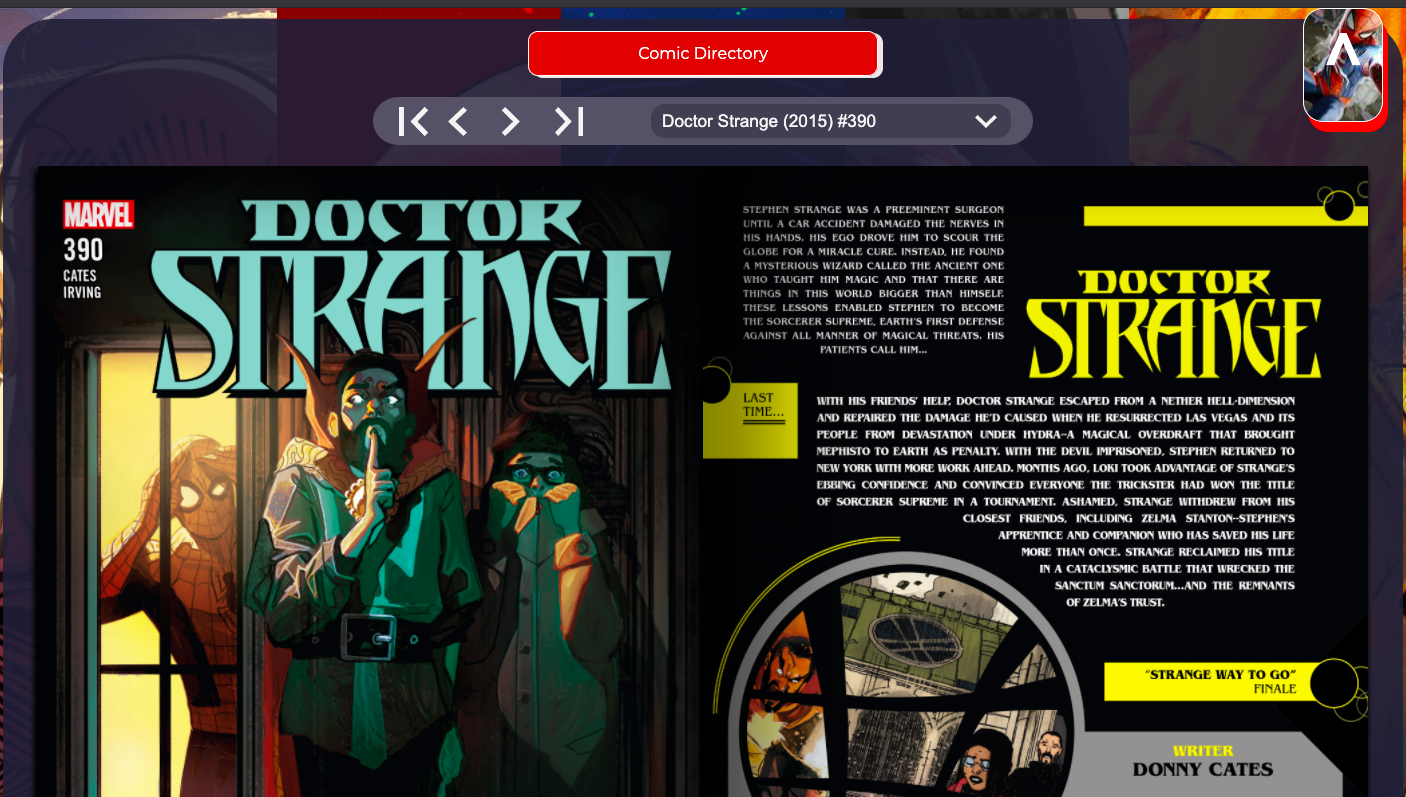 Comic Directory
Doctor Strange (2015) #390
MARVEL
390
CATES
IRVING
DOCTOR
STRANGE
STEPHEN STRANGE WAS A PREEMINENT SURGEON
UNTIL A CAR ACCIDENT DAMAGED THE NERVES IN
HIS HANDS. HIS EGO DROVE HIM TO SCOUR THE
GLOBE FOR A MIRACLE CURE. INSTEAD, HE FOUND
A MYSTERIOUS WIZARD CALLED THE ANCIENT ONE
WHO TAUGHT HIM MAGIC AND THAT THERE ARE
THINGS IN THIS WORLD BIGGER THAN HIMSELF.
THESE LESSONS ENABLED STEPHEN TO BECOME
THE SORCERER SUPREME, EARTH'S FIRST DEFENSE
AGAINST ALL MANNER OF MAGICAL THREATS. HIS
PATIENTS CALL HIM...
DOCTOR
STRANGE
LAST
TIME...
WITH HIS FRIENDS' HELP, DOCTOR STRANGE ESCAPED FROM A NETHER HELL-DIMENSION
AND REPAIRED THE DAMAGE HE'D CAUSED WHEN HE RESURRECTED LAS VEGAS AND ITS
PEOPLE FROM DEVASTATION UNDER HYDRA--A MAGICAL OVERDRAFT THAT BROUGHT
MEPHISTO TO EARTH AS PENALTY. WITH THE DEVIL IMPRISONED, STEPHEN RETURNED TO
NEW YORK WITH MORE WORK AHEAD. MONTHS AGO, LOKI TOOK ADVANTAGE OF STRANGE'S
EBBING CONFIDENCE AND CONVINCED EVERYONE THE TRICKSTER HAD WON THE TITLE
OF SORCERER SUPREME IN A TOURNAMENT. ASHAMED, STRANGE WITHDREW FROM HIS
CLOSEST FRIENDS, INCLUDING ZELMA STANTON--STEPHEN'S
APPRENTICE AND COMPANION WHO HAS SAVED HIS LIFE
MORE THAN ONCE. STRANGE RECLAIMED HIS TITLE
IN A CATACLYSMIC BATTLE THAT WRECKED THE
SANCTUM SANCTORUM...AND THE REMNANTS
OF ZELMA'S TRUST.
"STRANGE WAY TO GO"
FINALE
WRITER
DONNY CATES